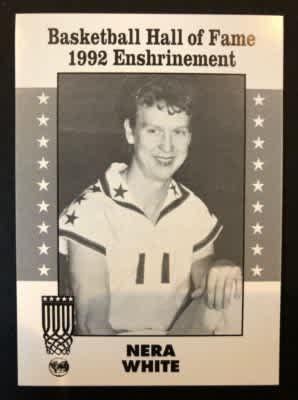 Basketball Hall of Fame
1992 Enshrinement
11
NERA
WHITE